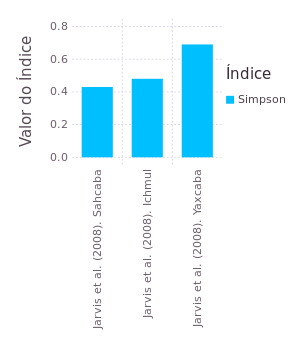 Valor do Índice
0.8
0.6
0.4
0.2
0.0
Índice
Simpson
Jarvis et al. (2008). Sahcaba
Jarvis et al. (2008). Ichmul
Jarvis et al. (2008). Yaxcaba